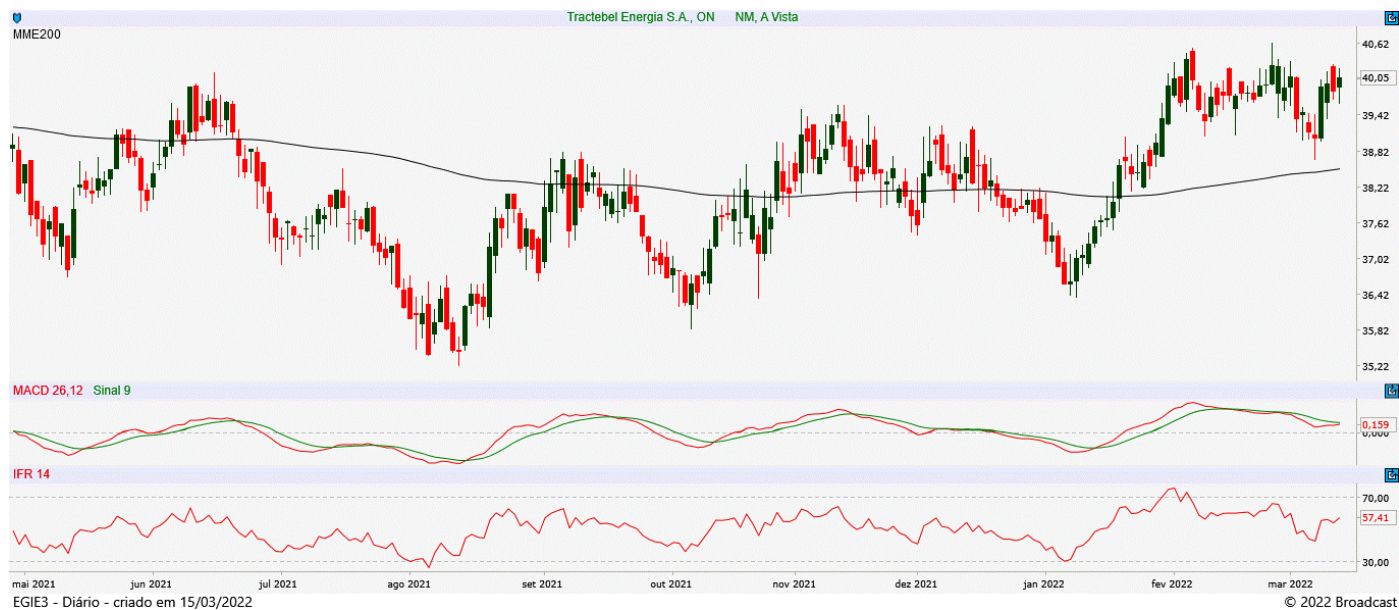 Tractebel Energia S.A., ON NM, A Vista
MME200
40,62
40,05
39,42
38,82
38,22
37,62
37,02
36,42
35,82
35,22
MACD 26,12 Sinal 9
0,159
0,000
IFR 14
70,00
57,41
30,00
mai 2021 jun 2021 jul 2021 ago 2021 set 2021 out 2021 nov 2021 dez 2021 jan 2022 fev 2022 mar 2022
EGIE3 - Diário - criado em 15/03/2022 © 2022 Broadcast